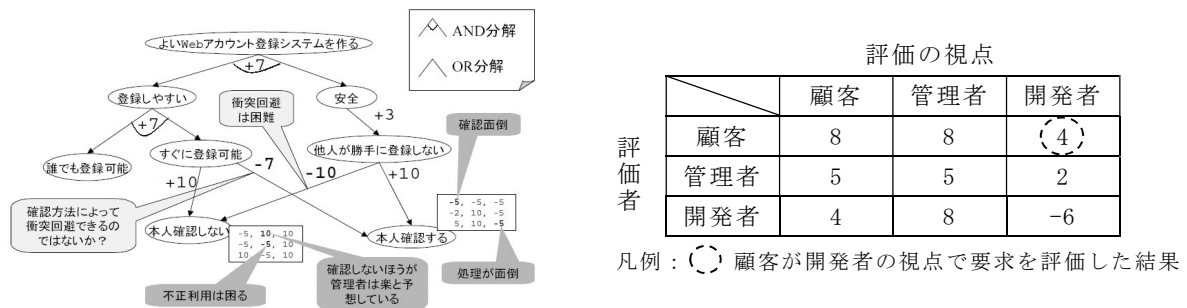 よいWebアカウント登録システムを作る
+7
AND分解
OR分解
登録しやすい
安全
衝突回避
は困難
+3
確認面倒
+7
誰でも登録可能
すぐに登録可能
他人が勝手に登録しない
-7
-10
+10
+10
確認方法によって
衝突回避できるの
ではないか?
本人確認しない
-5, 10, 10
-5, -5, 10
10, -5, 10
本人確認する
-5, -5, -5
-2, 10, -5
5, 10, -5
不正利用は困る
確認しないほうが
管理者は楽と予
想している
処理が面倒
評価の視点
顧客 管理者 開発者
評価者
顧客 8 8 4
管理者 5 5 2
開発者 4 8 -6
凡例: 顧客が開発者の視点で要求を評価した結果